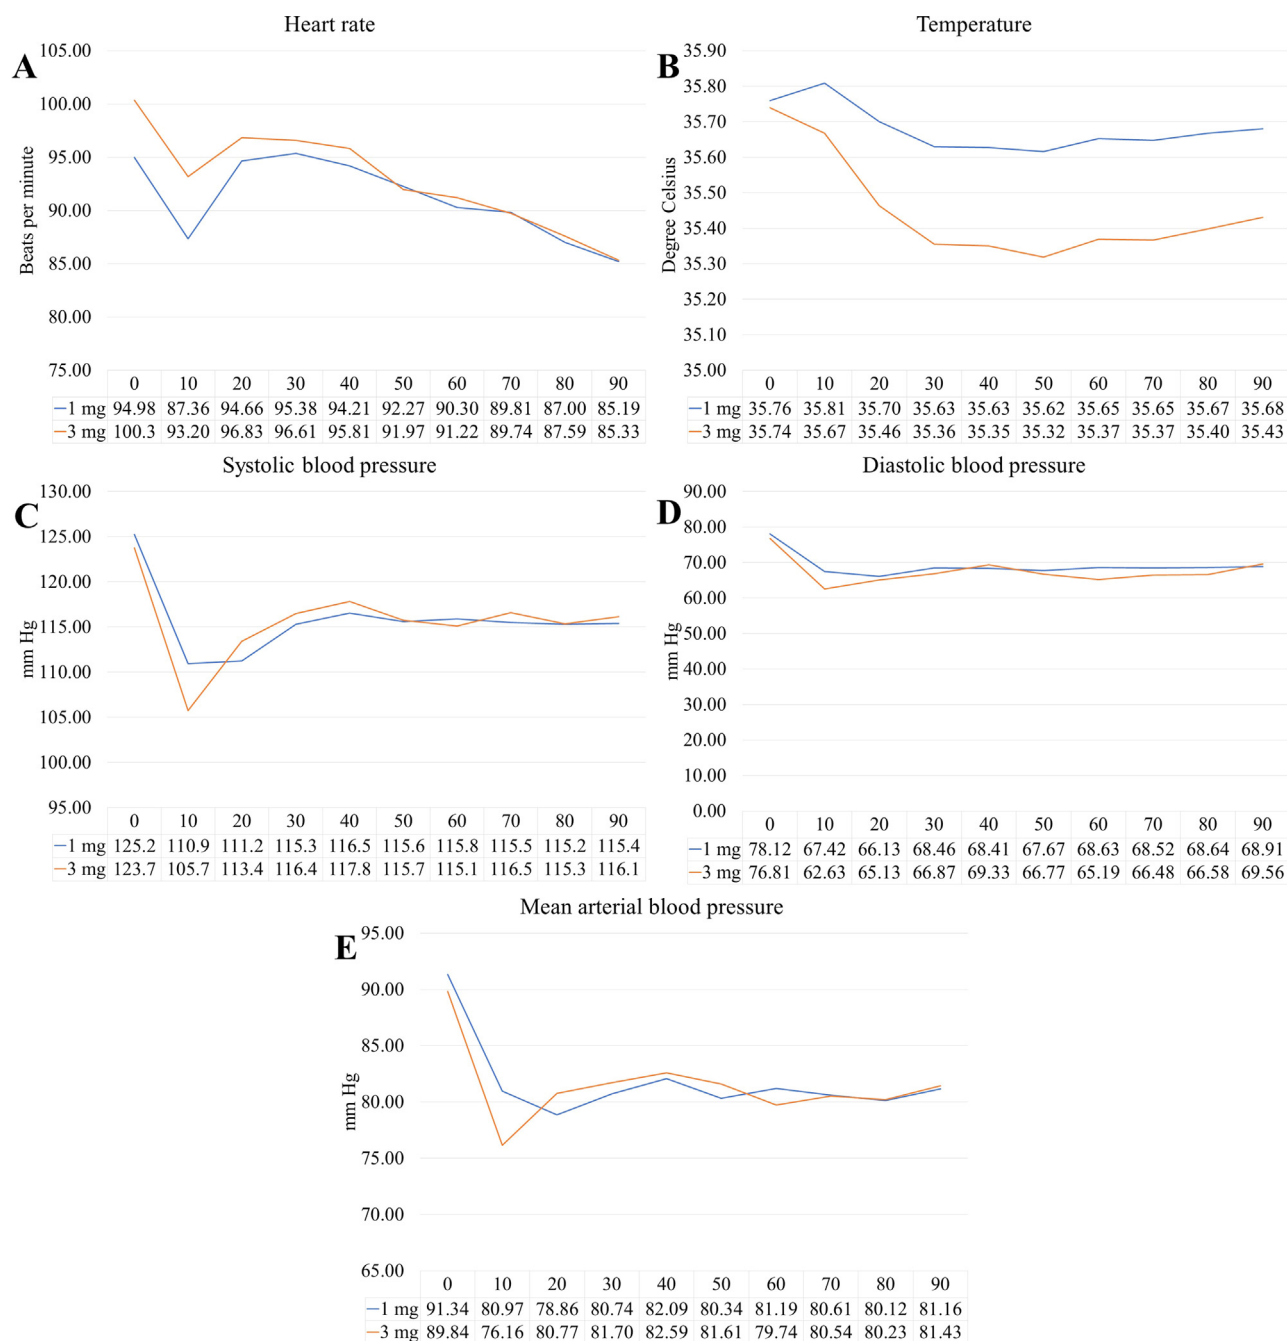 Heart rate
A
Beats per minute
105.00
100.00
95.00
90.00
85.00
80.00
75.00
0 10 20 30 40 50 60 70 80 90
1 mg 94.98 87.36 94.66 95.38 94.21 92.27 90.30 89.81 87.00 85.19
3 mg 100.3 93.20 96.83 96.61 95.81 91.97 91.22 89.74 87.59 85.33
Temperature
B
Degree Celsius
35.90
35.80
35.70
35.60
35.50
35.40
35.30
35.20
35.10
35.00
0 10 20 30 40 50 60 70 80 90
1 mg 35.76 35.81 35.70 35.63 35.63 35.62 35.65 35.65 35.67 35.68
3 mg 35.74 35.67 35.46 35.36 35.35 35.32 35.37 35.37 35.40 35.43
Systolic blood pressure
C
mm Hg
130.00
125.00
120.00
115.00
110.00
105.00
100.00
95.00
0 10 20 30 40 50 60 70 80 90
1 mg 125.2 110.9 111.2 115.3 116.5 115.6 115.8 115.5 115.2 115.4
3 mg 123.7 105.7 113.4 116.4 117.8 115.7 115.1 116.5 115.3 116.1
Diastolic blood pressure
D
mm Hg
90.00
80.00
70.00
60.00
50.00
40.00
30.00
20.00
10.00
0.00
0 10 20 30 40 50 60 70 80 90
1 mg 78.12 67.42 66.13 68.46 68.41 67.67 68.63 68.52 68.64 68.91
3 mg 76.81 62.63 65.13 66.87 69.33 66.77 65.19 66.48 66.58 69.56
Mean arterial blood pressure
E
mm Hg
95.00
90.00
85.00
80.00
75.00
70.00
65.00
0 10 20 30 40 50 60 70 80 90
1 mg 91.34 80.97 78.86 80.74 82.09 80.34 81.19 80.61 80.12 81.16
3 mg 89.84 76.16 80.77 81.70 82.59 81.61 79.74 80.54 80.23 81.43